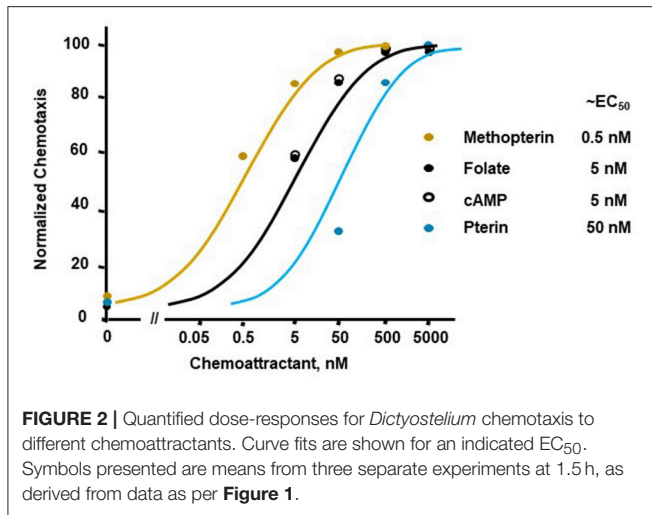 100
80
60
40
20
0
Normalized Chemotaxis
0 // 0.05 0.5 5 50 500 5000
Chemoattractant, nM
~EC50
Methopterin 0.5 nM
Folate 5 nM
cAMP 5 nM
Pterin 50 nM
FIGURE 2 | Quantified dose-responses for Dictyostelium chemotaxis to
different chemoattractants. Curve fits are shown for an indicated EC50.
Symbols presented are means from three separate experiments at 1.5 h, as
derived from data as per Figure 1.